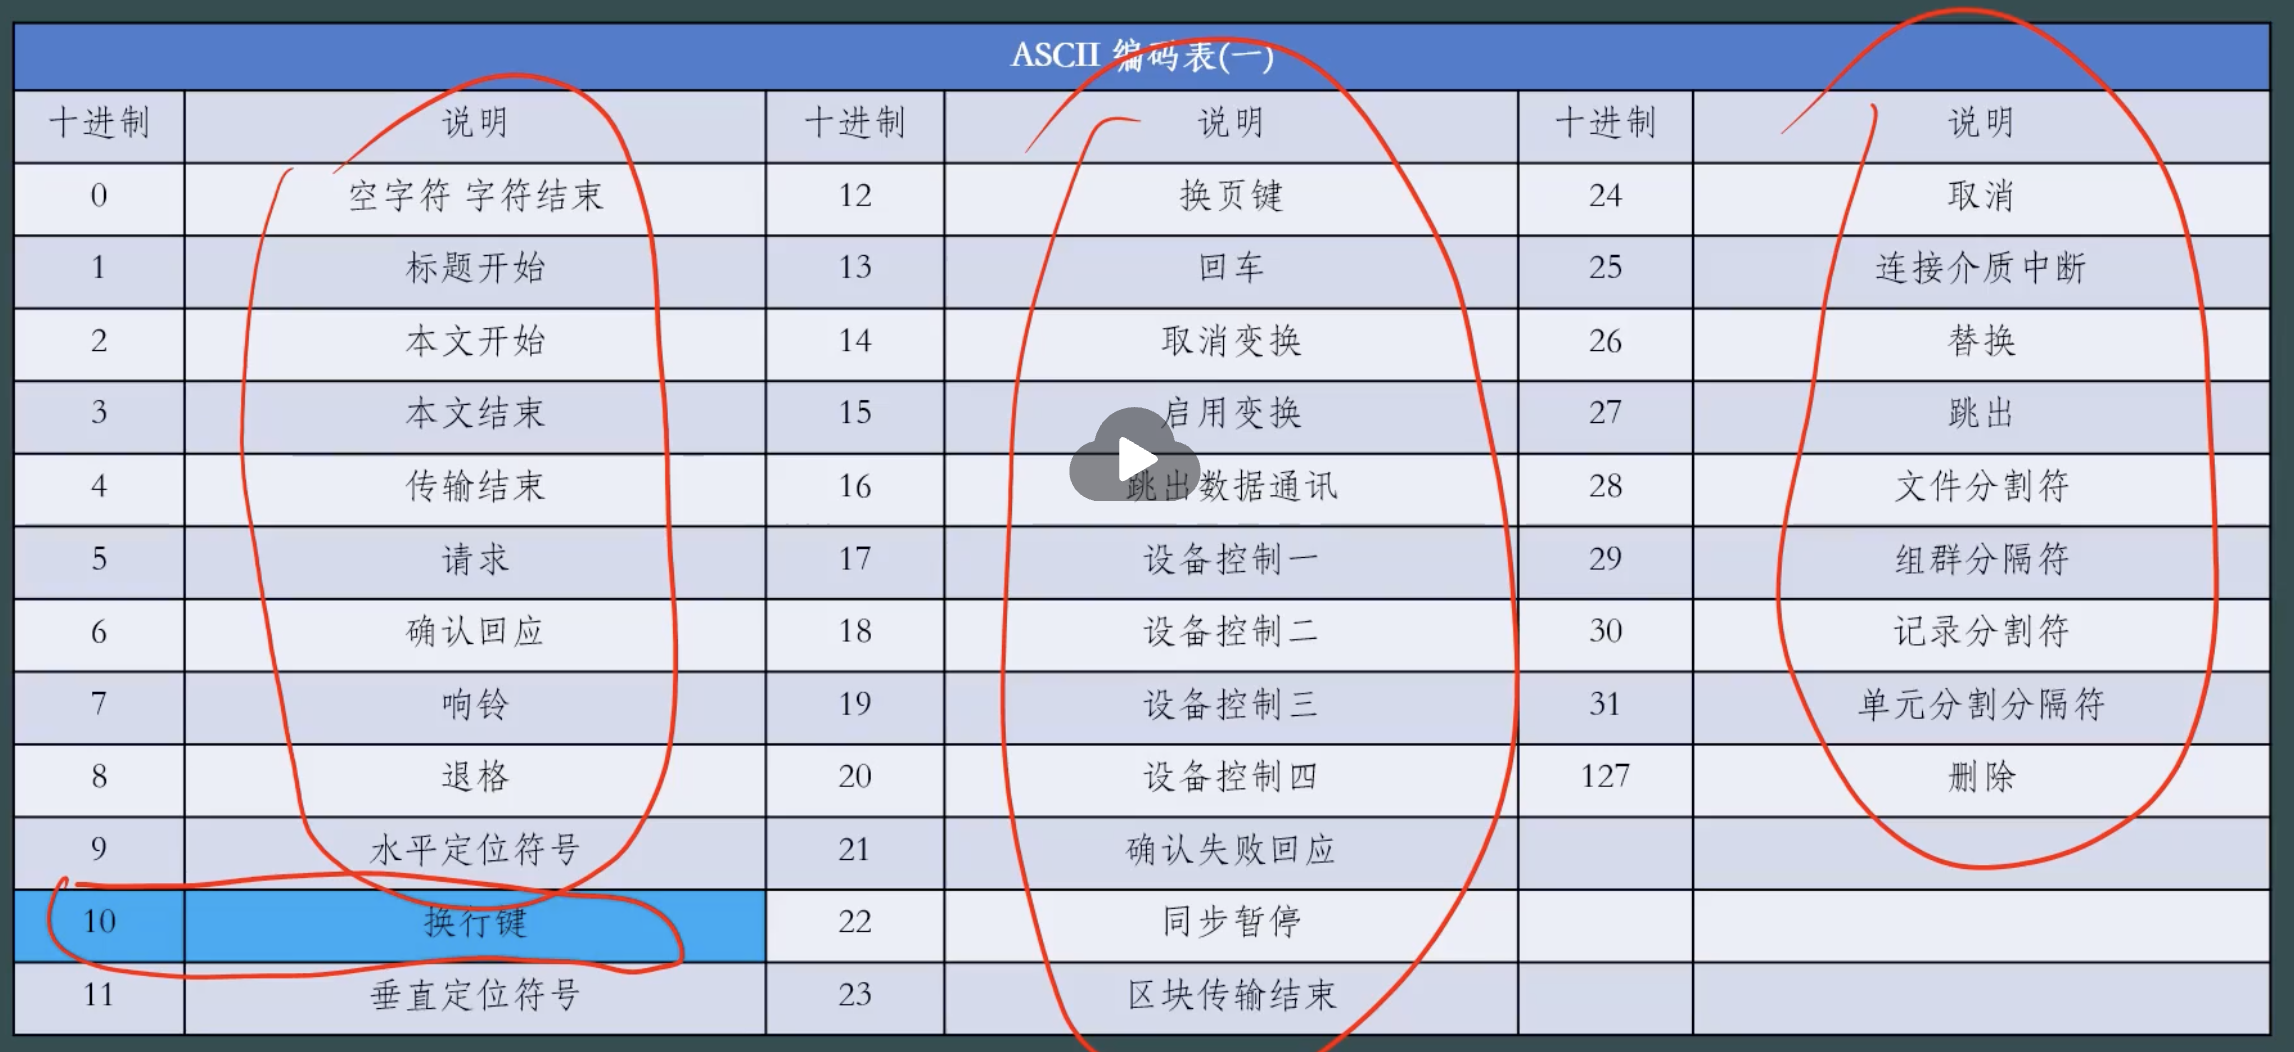 ASCII 编码表(一)
十进制 说明 十进制 说明 十进制 说明
0 空字符 字符结束 12 换页键 24 取消
1 标题开始 13 回车 25 连接介质中断
2 本文开始 14 取消变换 26 替换
3 本文结束 15 启用变换 27 跳出
4 传输结束 16 跳出数据通讯 28 文件分割符
5 请求 17 设备控制一 29 组群分隔符
6 确认回应 18 设备控制二 30 记录分割符
7 响铃 19 设备控制三 31 单元分割分隔符
8 退格 20 设备控制四 127 删除
9 水平定位符号 21 确认失败回应
10 换行键 22 同步暂停
11 垂直定位符号 23 区块传输结束